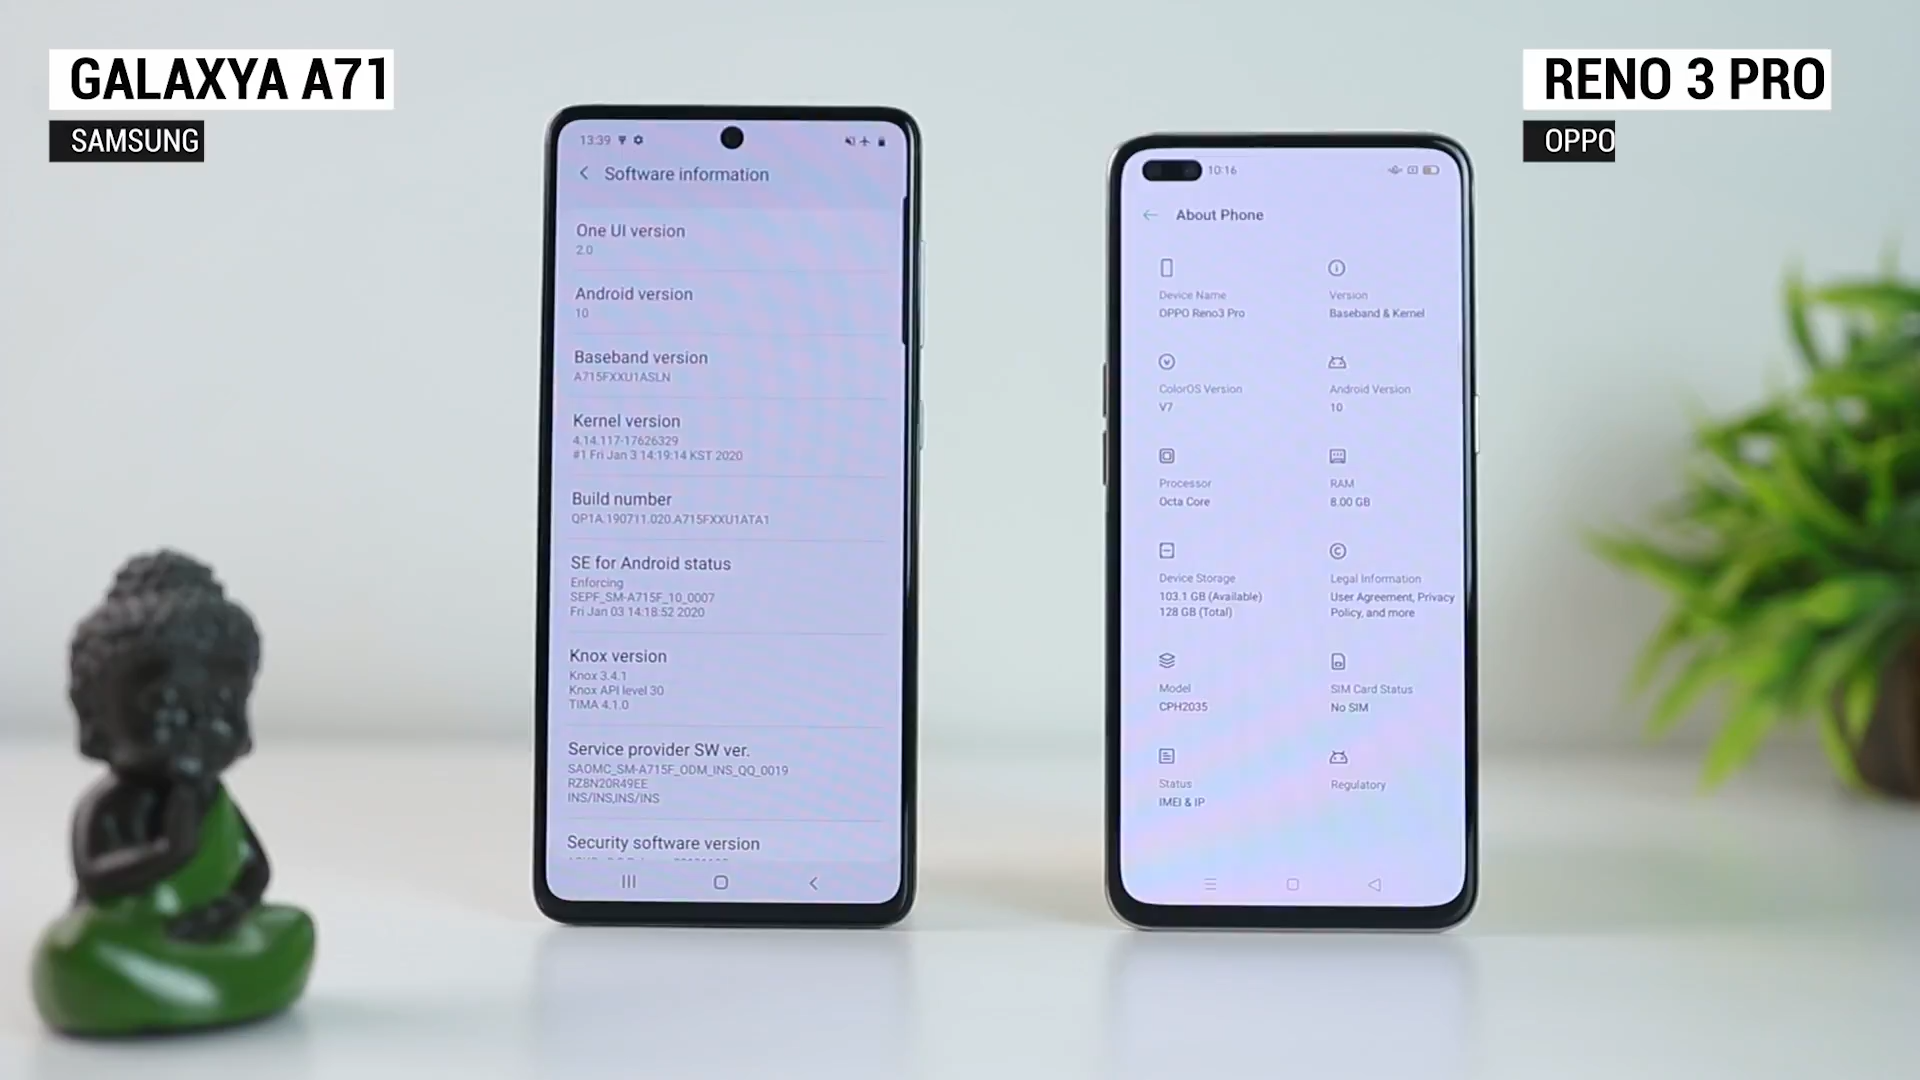 GALAXYA A71
SAMSUNG
RENO 3 PRO
OPPO
13:39
Software information
One UI version
2.0
Android version
10
Baseband version
A715FXXU1ASLN
Kernel version
4.14.117-17626329
#1 Fri Jan 3 14:19:14 KST 2020
Build number
QP1A.190711.020.A715FXXU1ATA1
SE for Android status
Enforcing
SEPF_SM-A715F_10_0007
Fri Jan 03 14:18:52 2020
Knox version
Knox 3.4.1
Knox API level 30
TIMA 4.1.0
Service provider SW ver.
SAOMC_SM-A715F_ODM_INS_QQ_0019
RZ8N20R49EE
INS/INS,INS/INS
Security software version
10:16
About Phone
Device Name
OPPO Reno3 Pro
Version
Baseband & Kernel
ColorOS Version
V7
Android Version
10
Processor
Octa Core
RAM
8.00 GB
Device Storage
103.1 GB (Available)
128 GB (Total)
Legal Information
User Agreement, Privacy
Policy, and more
Model
CPH2035
SIM Card Status
No SIM
Status
IMEI & IP
Regulatory